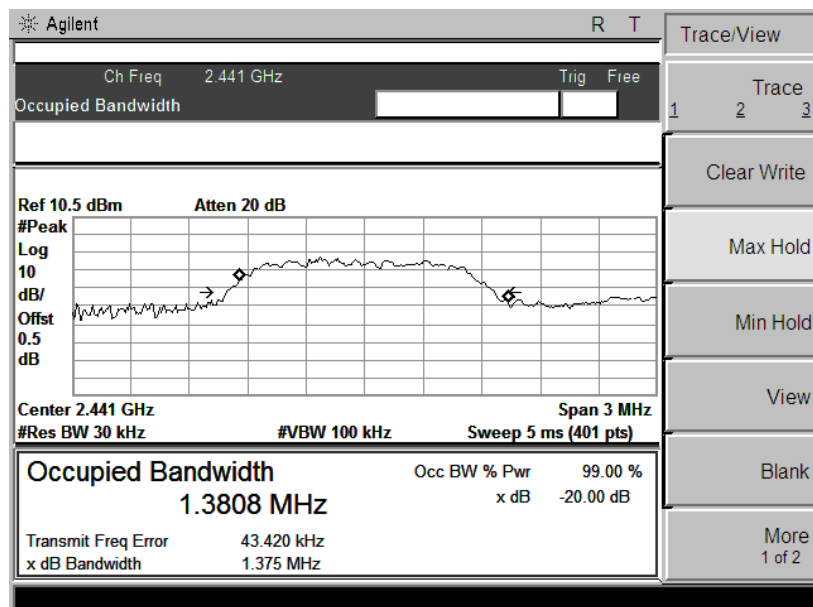 Agilent R T
Trace/View
Ch Freq 2.441 GHz Trig Free
Occupied Bandwidth
Trace
1 2 3
Clear Write
Max Hold
Min Hold
View
Blank
More
1 of 2
Ref 10.5 dBm Atten 20 dB
#Peak
Log
10
dB/
Offst
0.5
dB
Center 2.441 GHz Span 3 MHz
#Res BW 30 kHz #VBW 100 kHz Sweep 5 ms (401 pts)
Occupied Bandwidth Occ BW % Pwr 99.00 %
1.3808 MHz x dB -20.00 dB
Transmit Freq Error 43.420 kHz
x dB Bandwidth 1.375 MHz